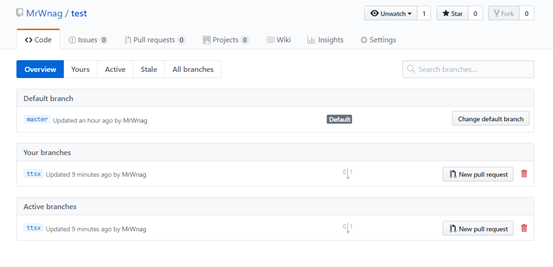 MrWnag / test
Unwatch 1 Star 0 Fork 0
Code Issues 0 Pull requests 0 Projects 0 Wiki Insights Settings
Overview Yours Active Stale All branches Search branches...
Default branch
master Updated an hour ago by MrWnag Default Change default branch
Your branches
ttsx Updated 9 minutes ago by MrWnag 0 1 New pull request
Active branches
ttsx Updated 9 minutes ago by MrWnag 0 1 New pull request